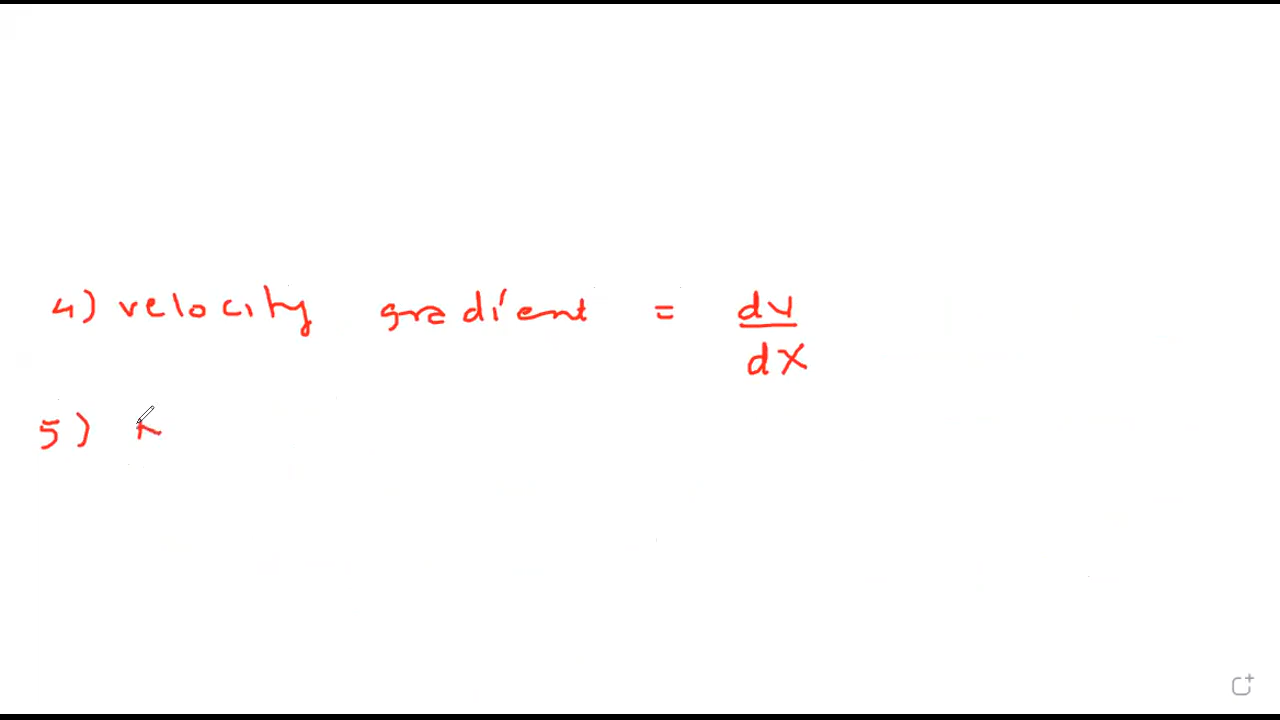 4) velocity gradient = dv/dx
5)